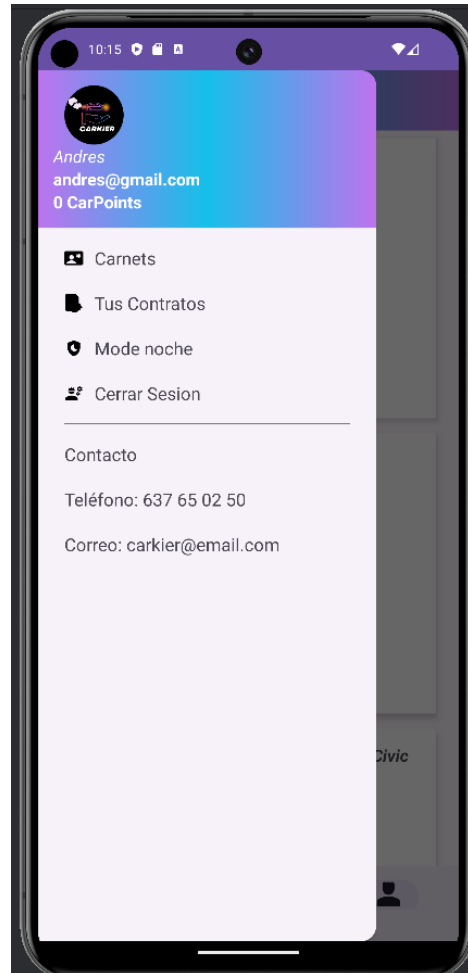 10:15
CARKIER
Andres
andres@gmail.com
0 CarPoints
Carnets
Tus Contratos
Mode noche
Cerrar Sesion
Contacto
Teléfono: 637 65 02 50
Correo: carkier@email.com
Civic